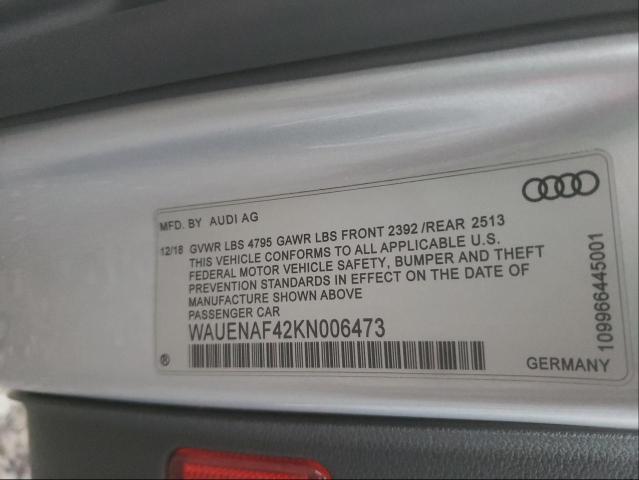 MFD. BY AUDI AG
12/18 GVWR LBS 4795 GAWR LBS FRONT 2392 /REAR 2513
THIS VEHICLE CONFORMS TO ALL APPLICABLE U.S.
FEDERAL MOTOR VEHICLE SAFETY, BUMPER AND THEFT
PREVENTION STANDARDS IN EFFECT ON THE DATE OF
MANUFACTURE SHOWN ABOVE
PASSENGER CAR
WAUENAF42KN006473
®
GERMANY
109966445001